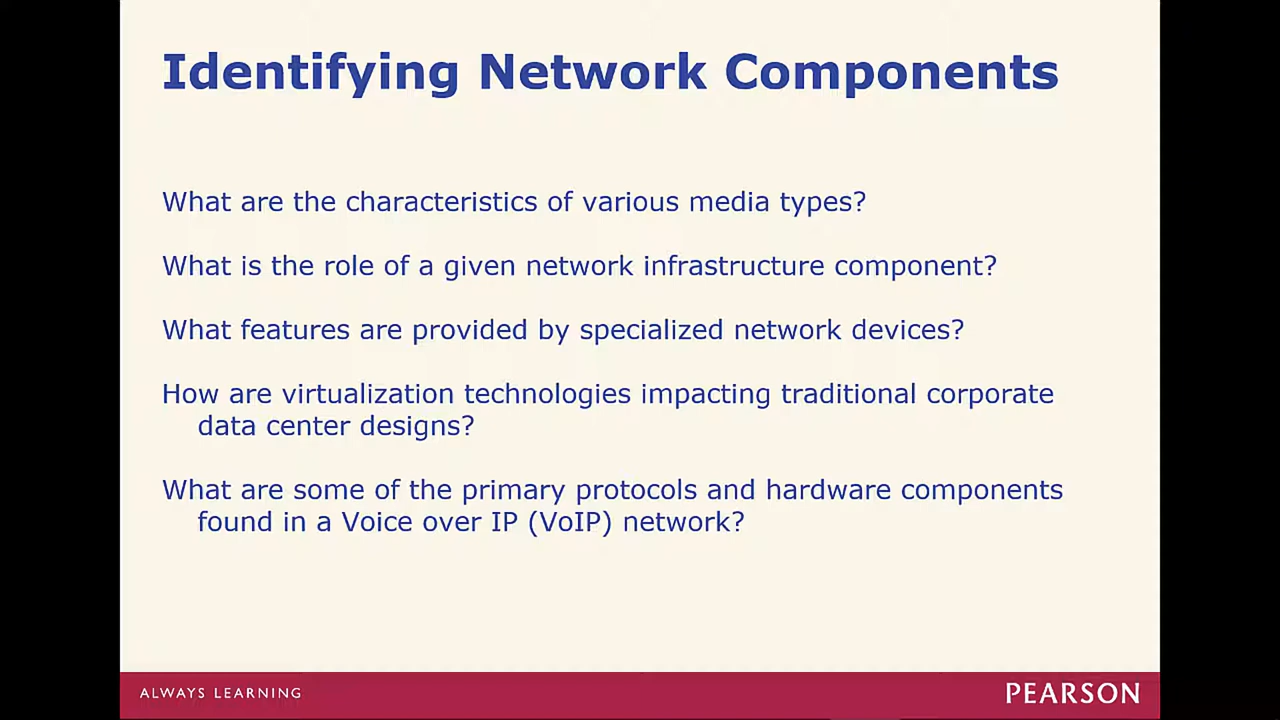 Identifying Network Components
What are the characteristics of various media types?
What is the role of a given network infrastructure component?
What features are provided by specialized network devices?
How are virtualization technologies impacting traditional corporate
data center designs?
What are some of the primary protocols and hardware components
found in a Voice over IP (VoIP) network?
ALWAYS LEARNING
PEARSON